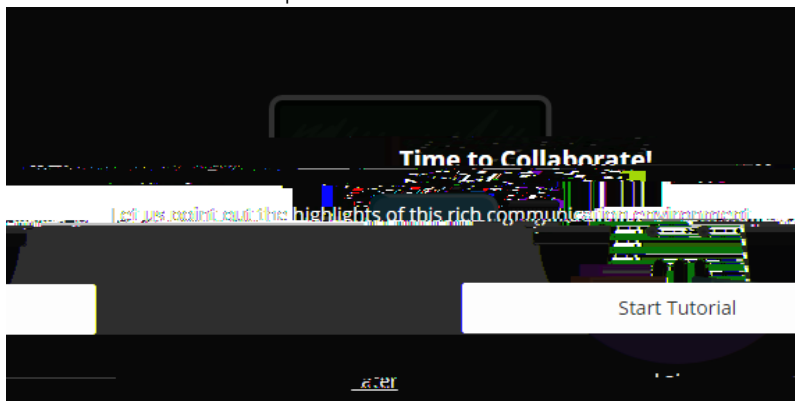 Time to Collaborate!
Let us point out the highlights of this rich communication environment
Start Tutorial